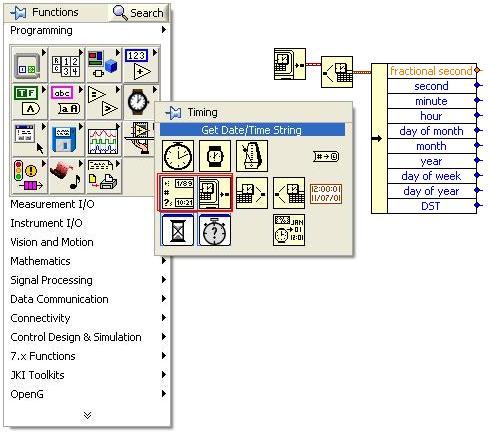 Functions Search
Programming
123
TF abc
Timing
Get Date/Time String
1/89
10:21
12:00:01
11/07/01
JAN
01
12:01
Measurement I/O
Instrument I/O
Vision and Motion
Mathematics
Signal Processing
Data Communication
Connectivity
Control Design & Simulation
7.x Functions
JKI Toolkits
OpenG
fractional second
second
minute
hour
day of month
month
year
day of week
day of year
DST